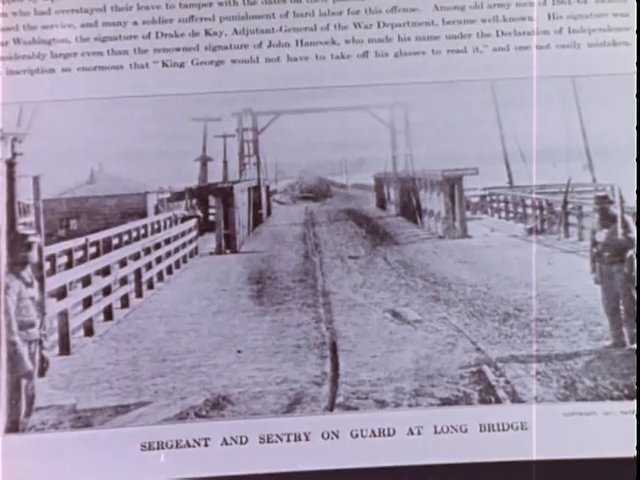 who had overstayed their leave to tamper with the dates on their
the service, and many a soldier suffered punishment of hard labor for this offense. Among old army men of 1861-62
Washington, the signature of Drake de Kay, Adjutant-General of the War Department, became well-known. His signature was
considerably larger even than the renowned signature of John Hancock, who made his name under the Declaration of Independence
inscription so enormous that "King George would not have to take off his glasses to read it," and one not easily mistaken.
SERGEANT AND SENTRY ON GUARD AT LONG BRIDGE